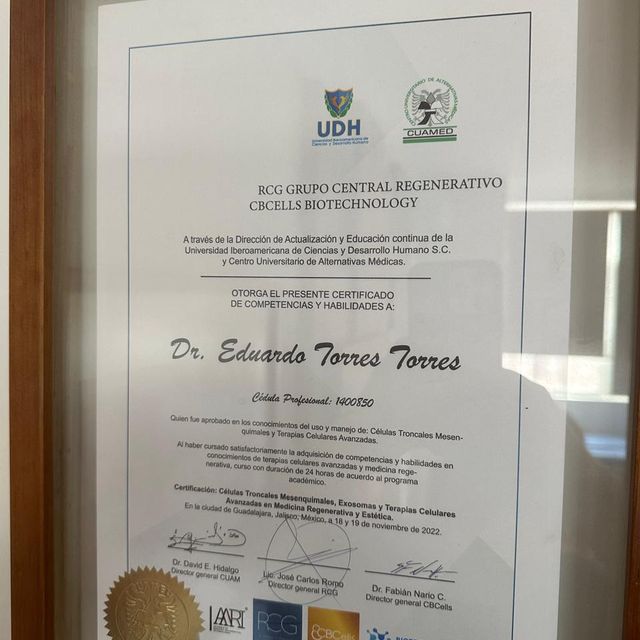 UDH
Universidad Iberoamericana de
Ciencias y Desarrollo Humano
CENTRO UNIVERSITARIO DE ALTERNATIVAS MÉDICAS
CUAMED
RCG GRUPO CENTRAL REGENERATIVO
CBCELLS BIOTECHNOLOGY
A través de la Dirección de Actualización y Educación continua de la
Universidad Iberoamericana de Ciencias y Desarrollo Humano S.C.
y Centro Universitario de Alternativas Médicas.
OTORGA EL PRESENTE CERTIFICADO
DE COMPETENCIAS Y HABILIDADES A:
Dr. Eduardo Torres Torres
Cédula Profesional: 1400850
Quien fue aprobado en los conocimientos del uso y manejo de: Células Troncales Mesen-
quimales y Terapias Celulares Avanzadas.
Al haber cursado satisfactoriamente la adquisición de competencias y habilidades en
conocimientos de terapias celulares avanzadas y medicina rege-
nerativa, curso con duración de 24 horas de acuerdo al programa
académico.
Certificación: Células Troncales Mesenquimales, Exosomas y Terapias Celulares
Avanzadas en Medicina Regenerativa y Estética.
En la ciudad de Guadalajara, Jalisco, México, a 18 y 19 de noviembre de 2022.
Dr. David E. Hidalgo
Director general CUAM
Lic. José Carlos Romo
Director general RCG
Dr. Fabián Nario C.
Director general CBCells
RCG
CBCells